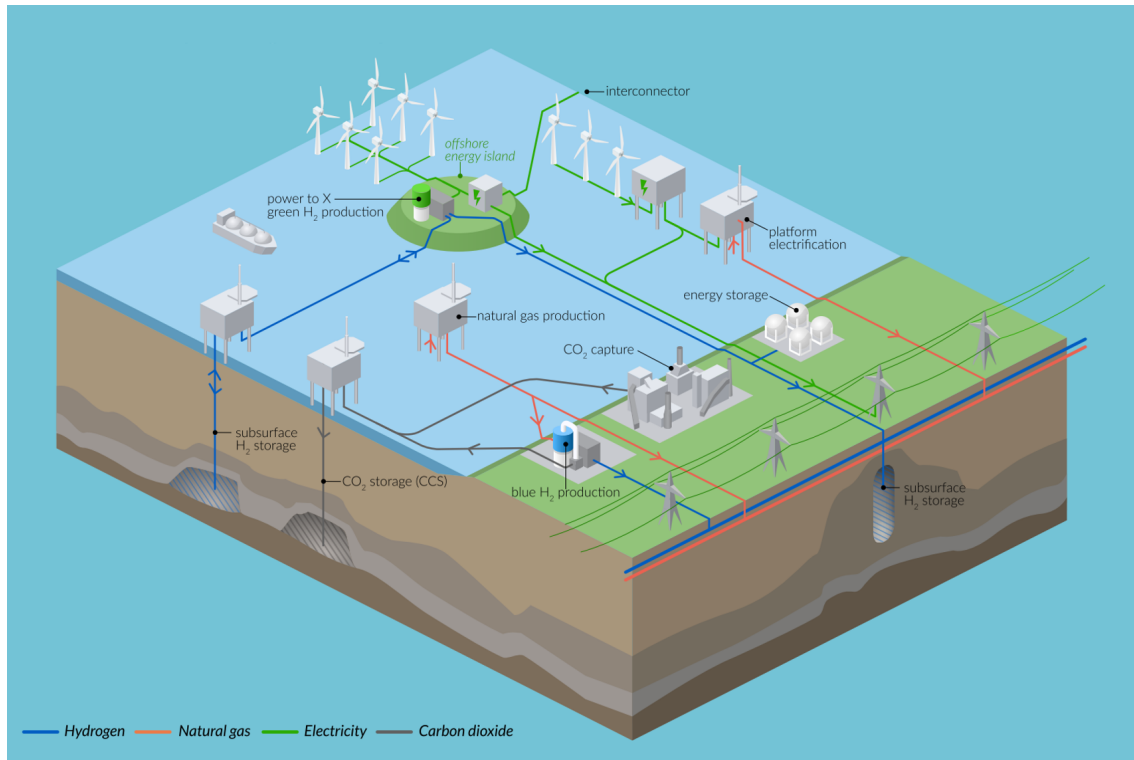 interconnector
offshore
energy island
power to X
green H₂ production
platform
electrification
energy storage
natural gas production
CO₂ capture
subsurface
H₂ storage
CO₂ storage (CCS)
blue H₂ production
subsurface
H₂ storage
Hydrogen
Natural gas
Electricity
Carbon dioxide